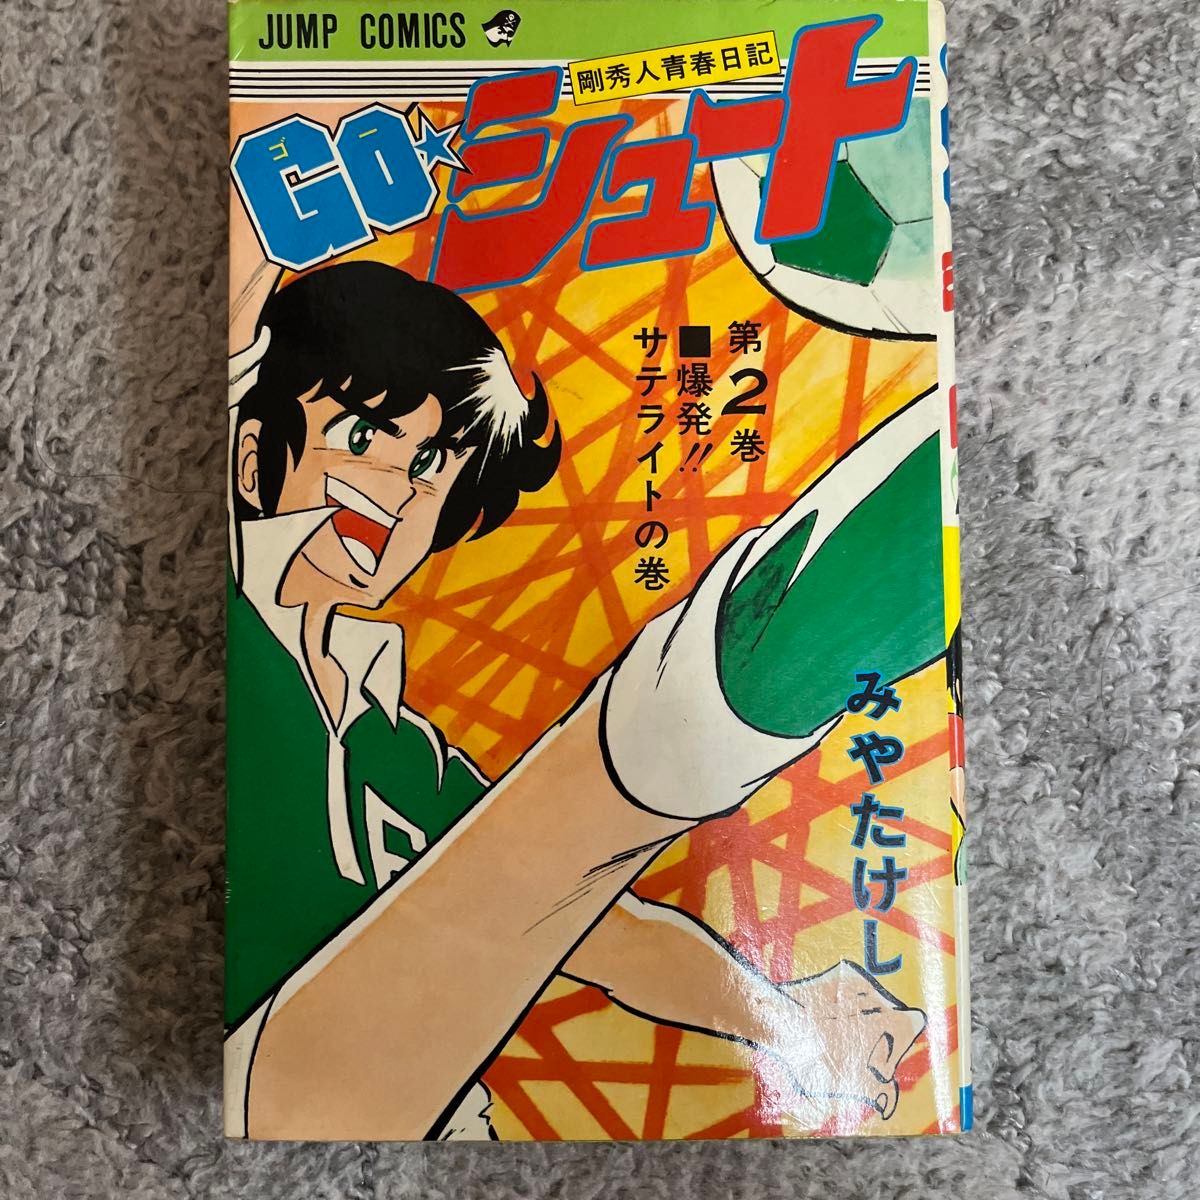 JUMP COMICS
剛秀人青春日記
GO☆シュート
ゴー
第2巻
■爆発!!
サテライトの巻
みやたけし